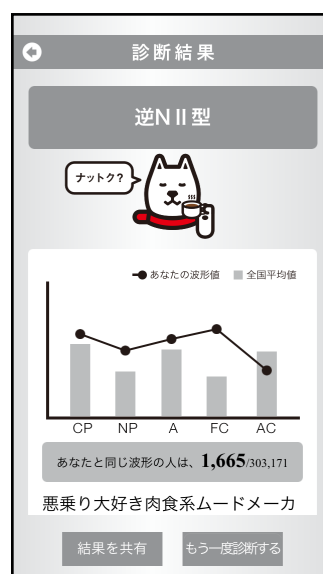 診断結果
逆NⅡ型
ナットク？
あなたの波形値 全国平均値
CP NP A FC AC
あなたと同じ波形の人は、1,665/303,171
悪乗り大好き肉食系ムードメーカ
結果を共有 もう一度診断する